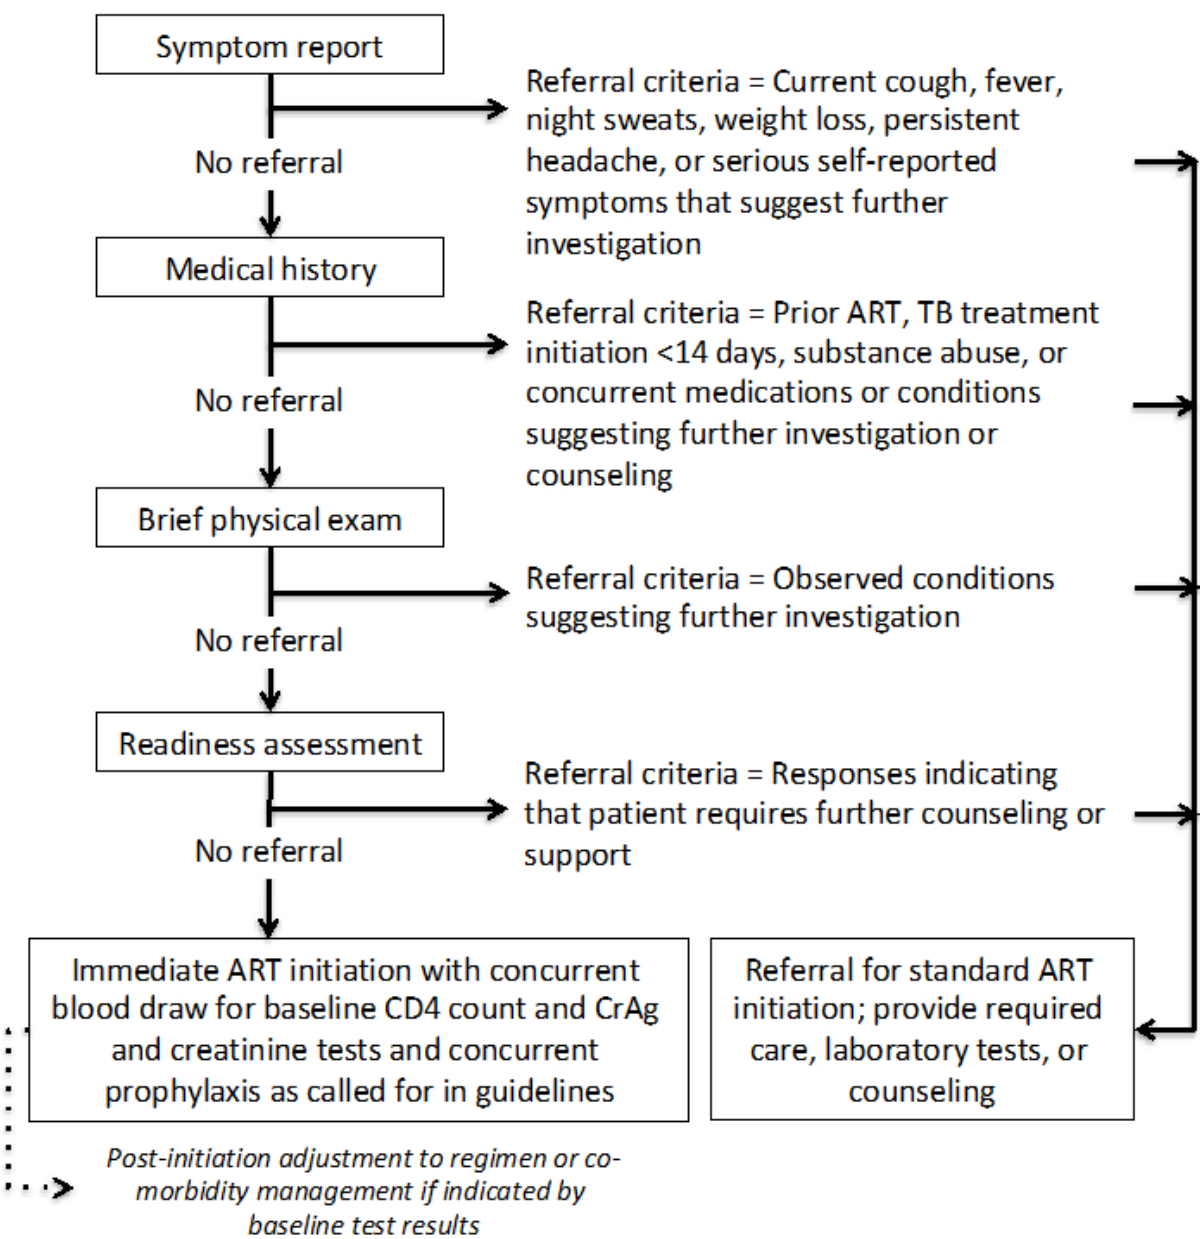 Symptom report
Referral criteria = Current cough, fever,
night sweats, weight loss, persistent
headache, or serious self-reported
symptoms that suggest further
investigation
No referral
Medical history
Referral criteria = Prior ART, TB treatment
initiation <14 days, substance abuse, or
concurrent medications or conditions
suggesting further investigation or
counseling
No referral
Brief physical exam
Referral criteria = Observed conditions
suggesting further investigation
No referral
Readiness assessment
Referral criteria = Responses indicating
that patient requires further counseling or
support
No referral
Immediate ART initiation with concurrent
blood draw for baseline CD4 count and CrAg
and creatinine tests and concurrent
prophylaxis as called for in guidelines
Referral for standard ART
initiation; provide required
care, laboratory tests, or
counseling
Post-initiation adjustment to regimen or co-
morbidity management if indicated by
baseline test results